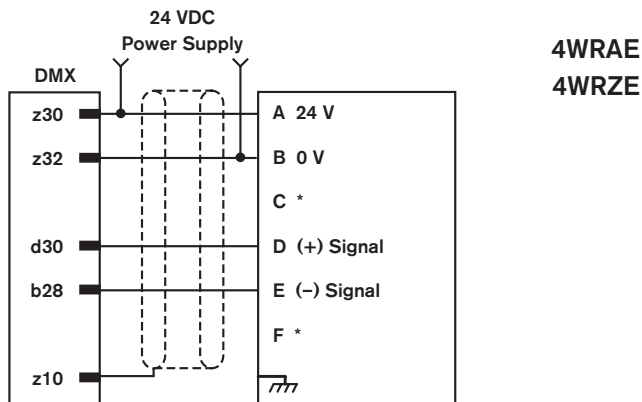 24 VDC
Power Supply
4WRAE
4WRZE
DMX
z30
A 24 V
z32
B 0 V
C *
d30
D (+) Signal
b28
E (–) Signal
F *
z10